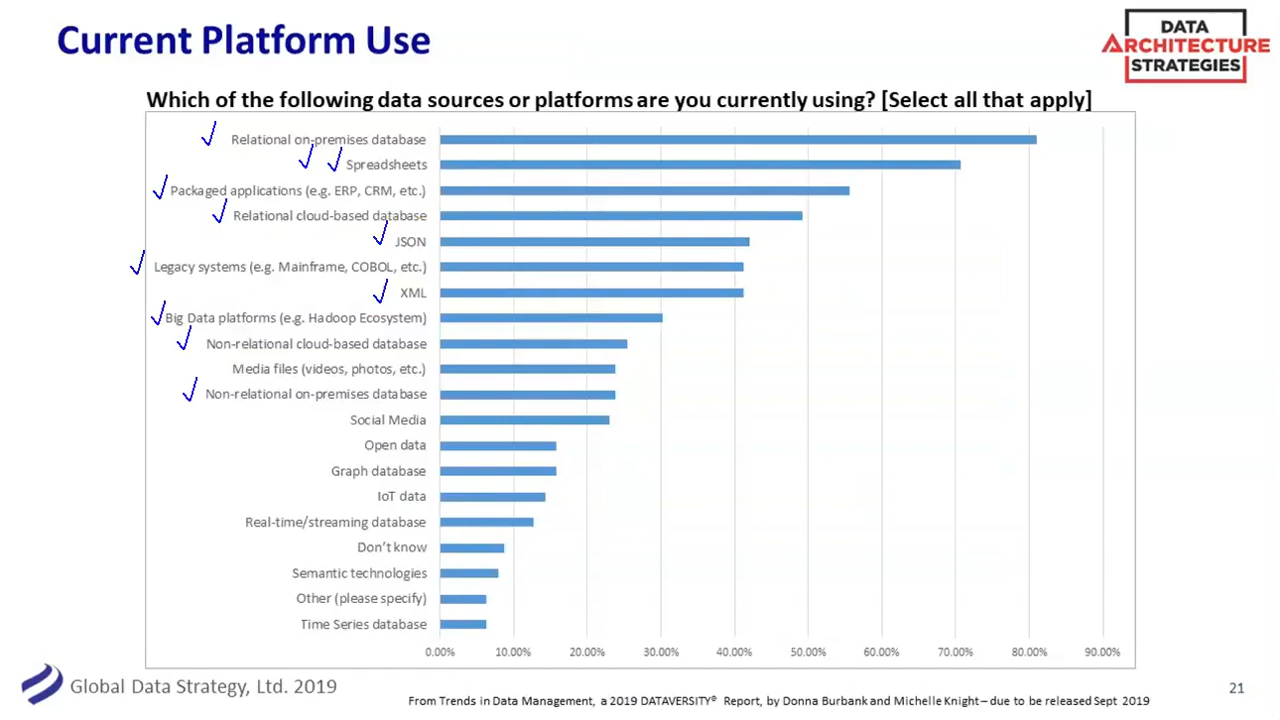 Current Platform Use
DATA
ARCHITECTURE
STRATEGIES
Which of the following data sources or platforms are you currently using? [Select all that apply]
Relational on-premises database
Spreadsheets
Packaged applications (e.g. ERP, CRM, etc.)
Relational cloud-based database
JSON
Legacy systems (e.g. Mainframe, COBOL, etc.)
XML
Big Data platforms (e.g. Hadoop Ecosystem)
Non-relational cloud-based database
Media files (videos, photos, etc.)
Non-relational on-premises database
Social Media
Open data
Graph database
IoT data
Real-time/streaming database
Don't know
Semantic technologies
Other (please specify)
Time Series database
0.00% 10.00% 20.00% 30.00% 40.00% 50.00% 60.00% 70.00% 80.00% 90.00%
Global Data Strategy, Ltd. 2019
From Trends in Data Management, a 2019 DATAVERSITY® Report, by Donna Burbank and Michelle Knight – due to be released Sept 2019
21